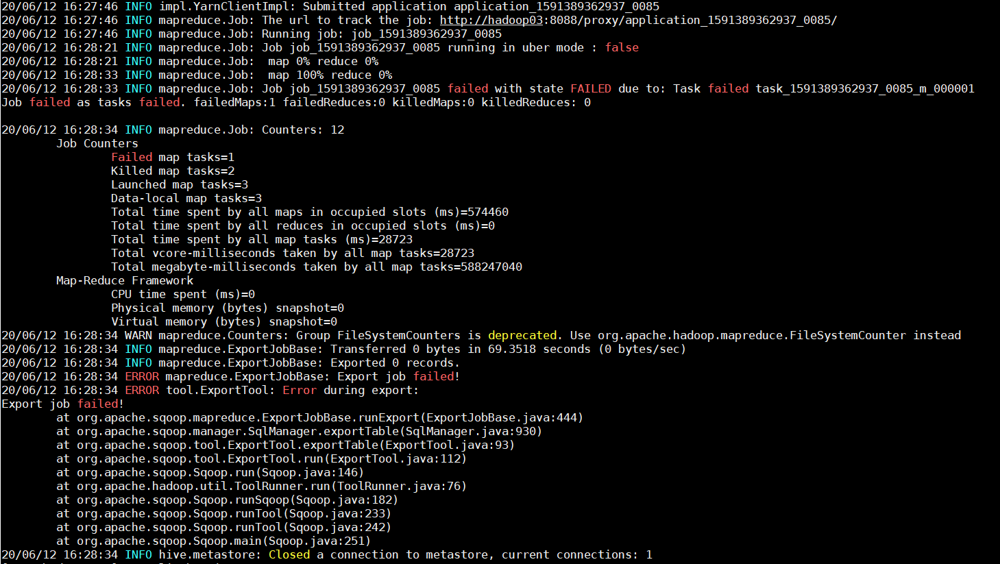 20/06/12 16:27:46 INFO impl.YarnClientImpl: Submitted application application_1591389362937_0085
20/06/12 16:27:46 INFO mapreduce.Job: The url to track the job: http://hadoop03:8088/proxy/application_1591389362937_0085/
20/06/12 16:27:46 INFO mapreduce.Job: Running job: job_1591389362937_0085
20/06/12 16:28:21 INFO mapreduce.Job: Job job_1591389362937_0085 running in uber mode : false
20/06/12 16:28:21 INFO mapreduce.Job:  map 0% reduce 0%
20/06/12 16:28:33 INFO mapreduce.Job:  map 100% reduce 0%
20/06/12 16:28:33 INFO mapreduce.Job: Job job_1591389362937_0085 failed with state FAILED due to: Task failed task_1591389362937_0085_m_000001
Job failed as tasks failed. failedMaps:1 failedReduces:0 killedMaps:0 killedReduces: 0
20/06/12 16:28:34 INFO mapreduce.Job: Counters: 12
Job Counters
Failed map tasks=1
Killed map tasks=2
Launched map tasks=3
Data-local map tasks=3
Total time spent by all maps in occupied slots (ms)=574460
Total time spent by all reduces in occupied slots (ms)=0
Total time spent by all map tasks (ms)=28723
Total vcore-milliseconds taken by all map tasks=28723
Total megabyte-milliseconds taken by all map tasks=588247040
Map-Reduce Framework
CPU time spent (ms)=0
Physical memory (bytes) snapshot=0
Virtual memory (bytes) snapshot=0
20/06/12 16:28:34 WARN mapreduce.Counters: Group FileSystemCounters is deprecated. Use org.apache.hadoop.mapreduce.FileSystemCounter instead
20/06/12 16:28:34 INFO mapreduce.ExportJobBase: Transferred 0 bytes in 69.3518 seconds (0 bytes/sec)
20/06/12 16:28:34 INFO mapreduce.ExportJobBase: Exported 0 records.
20/06/12 16:28:34 ERROR mapreduce.ExportJobBase: Export job failed!
20/06/12 16:28:34 ERROR tool.ExportTool: Error during export:
Export job failed!
at org.apache.sqoop.mapreduce.ExportJobBase.runExport(ExportJobBase.java:444)
at org.apache.sqoop.manager.SqlManager.exportTable(SqlManager.java:930)
at org.apache.sqoop.tool.ExportTool.exportTable(ExportTool.java:93)
at org.apache.sqoop.tool.ExportTool.run(ExportTool.java:112)
at org.apache.sqoop.Sqoop.run(Sqoop.java:146)
at org.apache.hadoop.util.ToolRunner.run(ToolRunner.java:76)
at org.apache.sqoop.Sqoop.runSqoop(Sqoop.java:182)
at org.apache.sqoop.Sqoop.runTool(Sqoop.java:233)
at org.apache.sqoop.Sqoop.runTool(Sqoop.java:242)
at org.apache.sqoop.Sqoop.main(Sqoop.java:251)
20/06/12 16:28:34 INFO hive.metastore: Closed a connection to metastore, current connections: 1